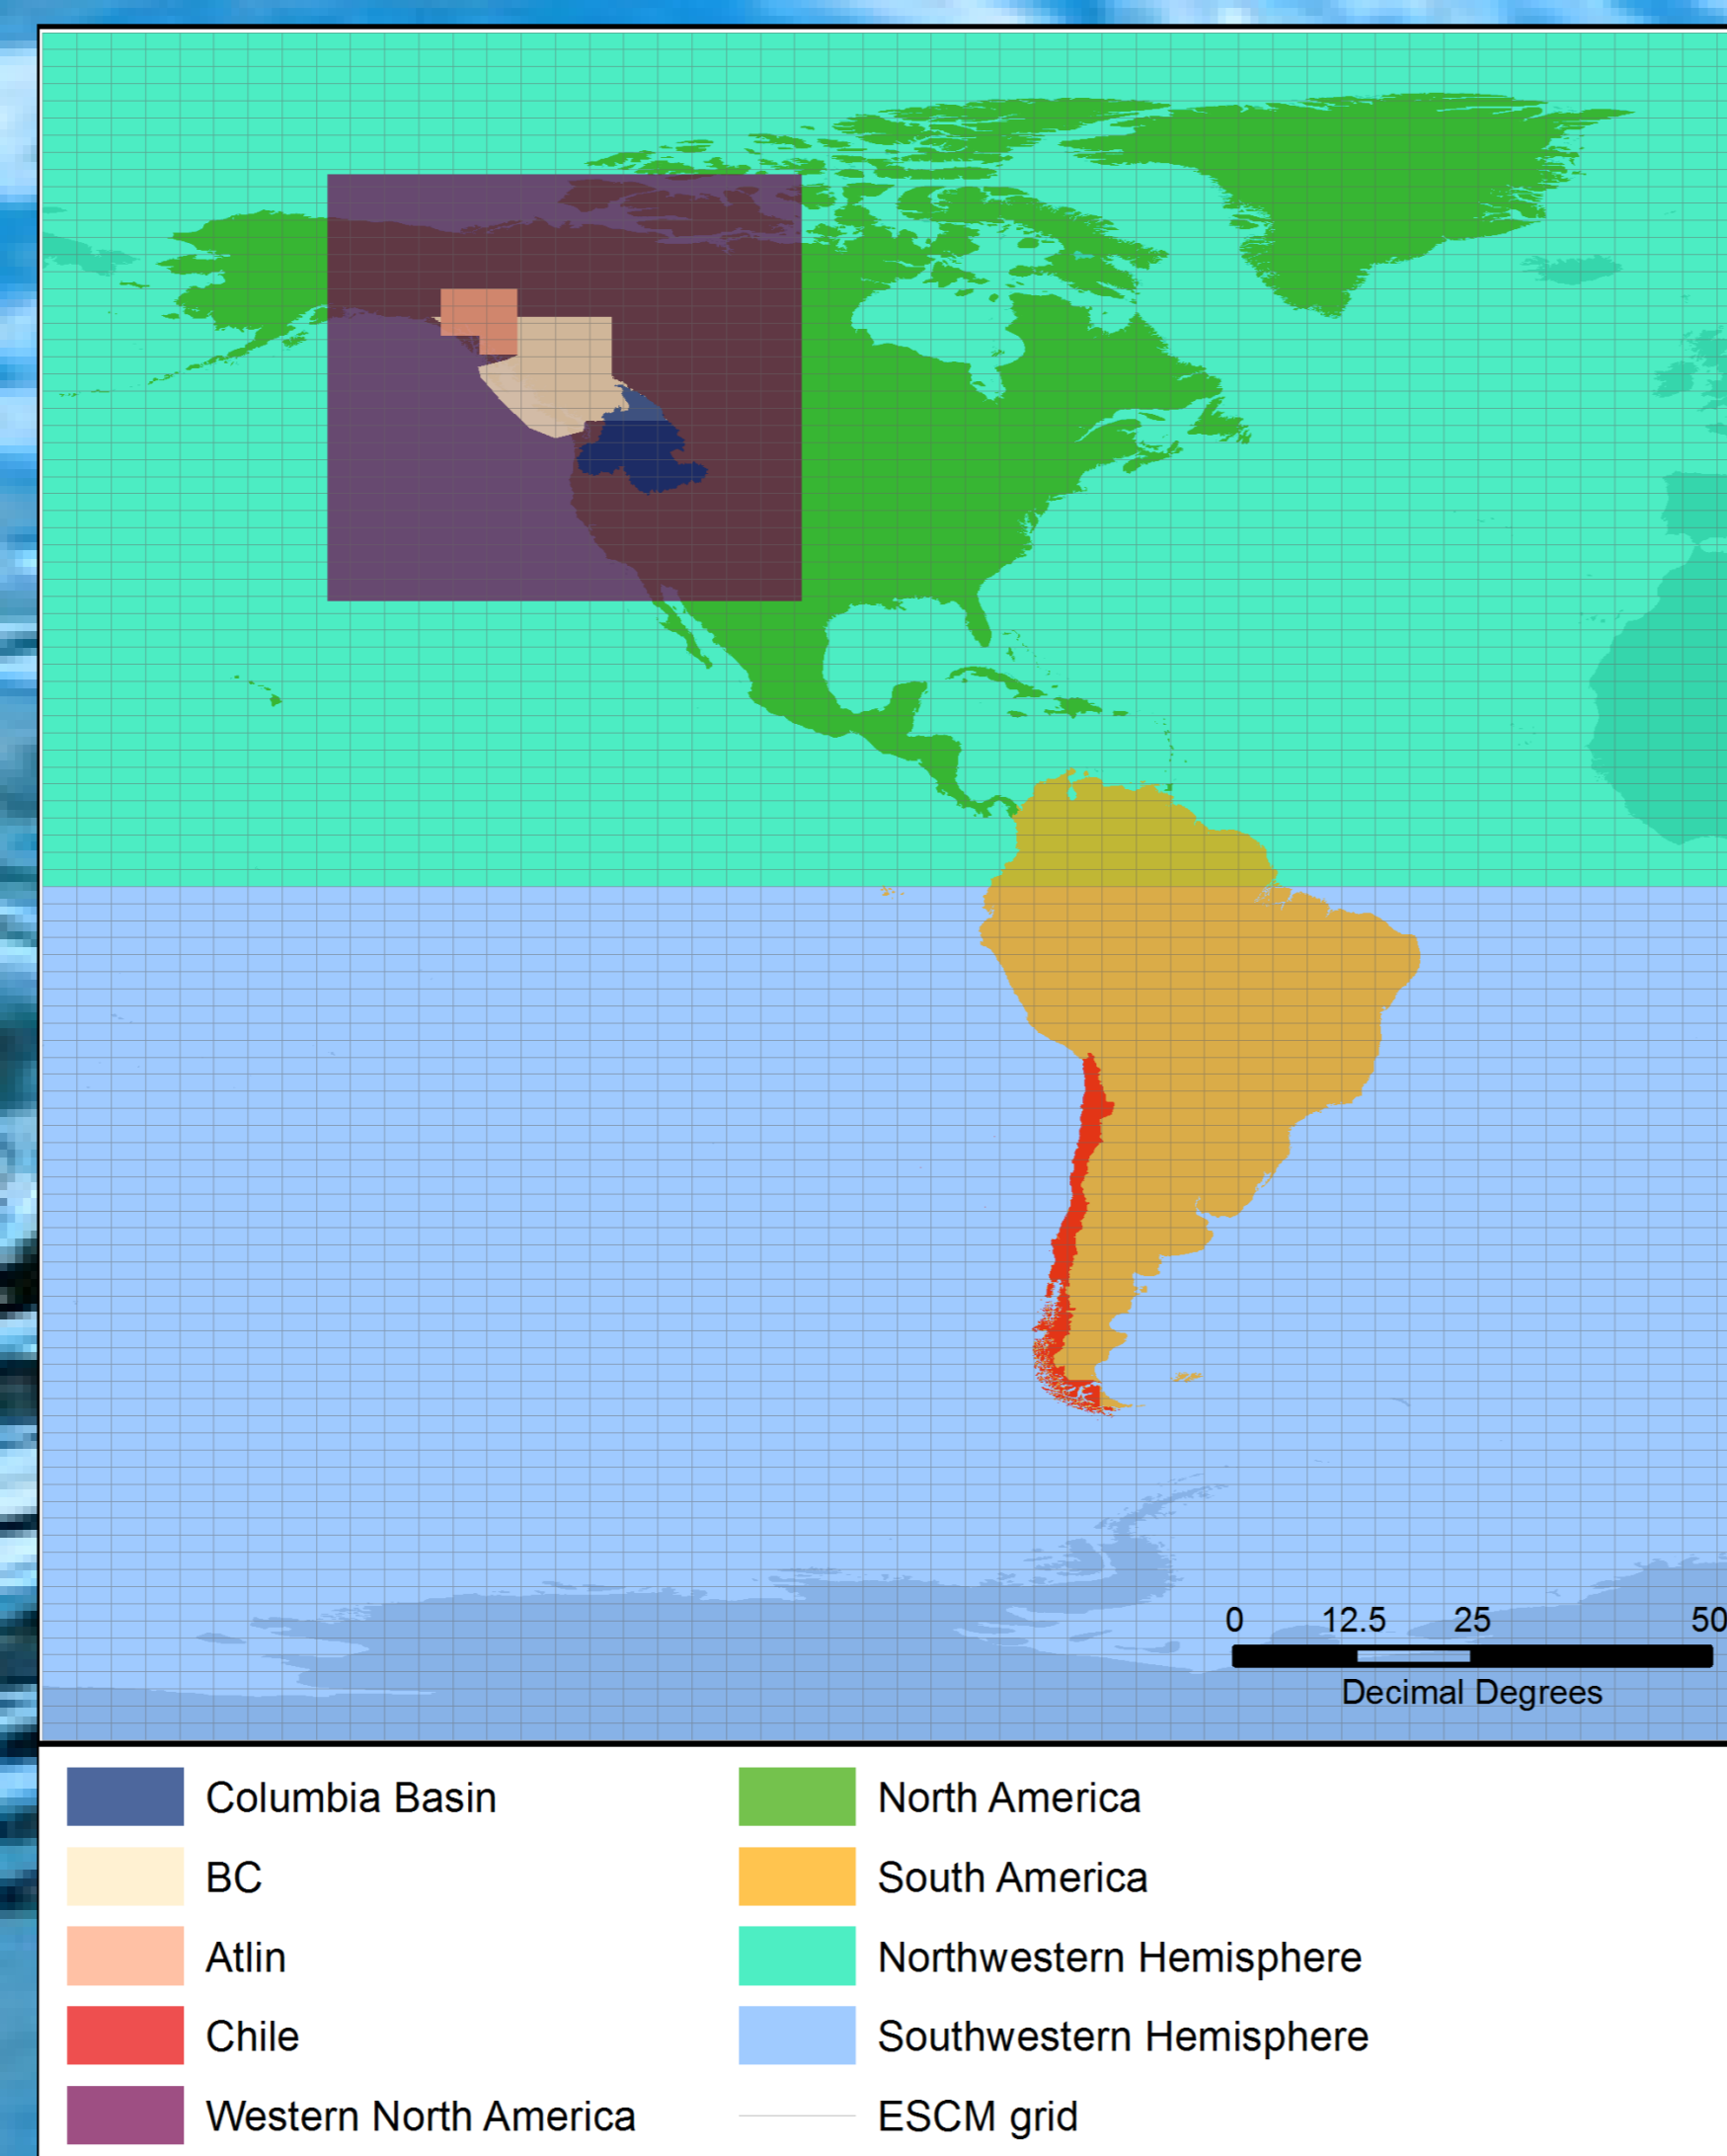 0 12.5 25 50
Decimal Degrees
Columbia Basin
BC
Atlin
Chile
Western North America
North America
South America
Northwestern Hemisphere
Southwestern Hemisphere
ESCM grid